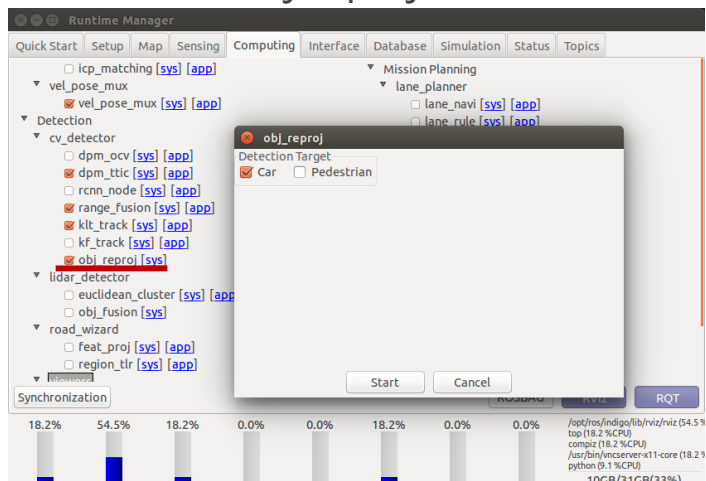 Runtime Manager
Quick Start Setup Map Sensing Computing Interface Database Simulation Status Topics
icp_matching [sys] [app]
vel_pose_mux
vel_pose_mux [sys] [app]
Detection
cv_detector
dpm_ocv [sys] [app]
dpm_ttic [sys] [app]
rcnn_node [sys] [app]
range_fusion [sys] [app]
klt_track [sys] [app]
kf_track [sys] [app]
obj_reproj [sys]
lidar_detector
euclidean_cluster [sys] [app
obj_fusion [sys]
road_wizard
feat_proj [sys] [app]
region_tlr [sys] [app]
Mission Planning
lane_planner
lane_navi [sys] [app]
lane_rule [sys] [app]
obj_reproj
Detection Target
Car Pedestrian
Start Cancel
Synchronization
ROSBAG RViz RQT
18.2% 54.5% 18.2% 0.0% 0.0% 18.2% 0.0% 0.0%
/opt/ros/indigo/lib/rviz/rviz (54.5 %
top (18.2 %CPU)
compiz (18.2 %CPU)
/usr/bin/vncserver-x11-core (18.2 %
python (9.1 %CPU)
10GB/31GB(33%)